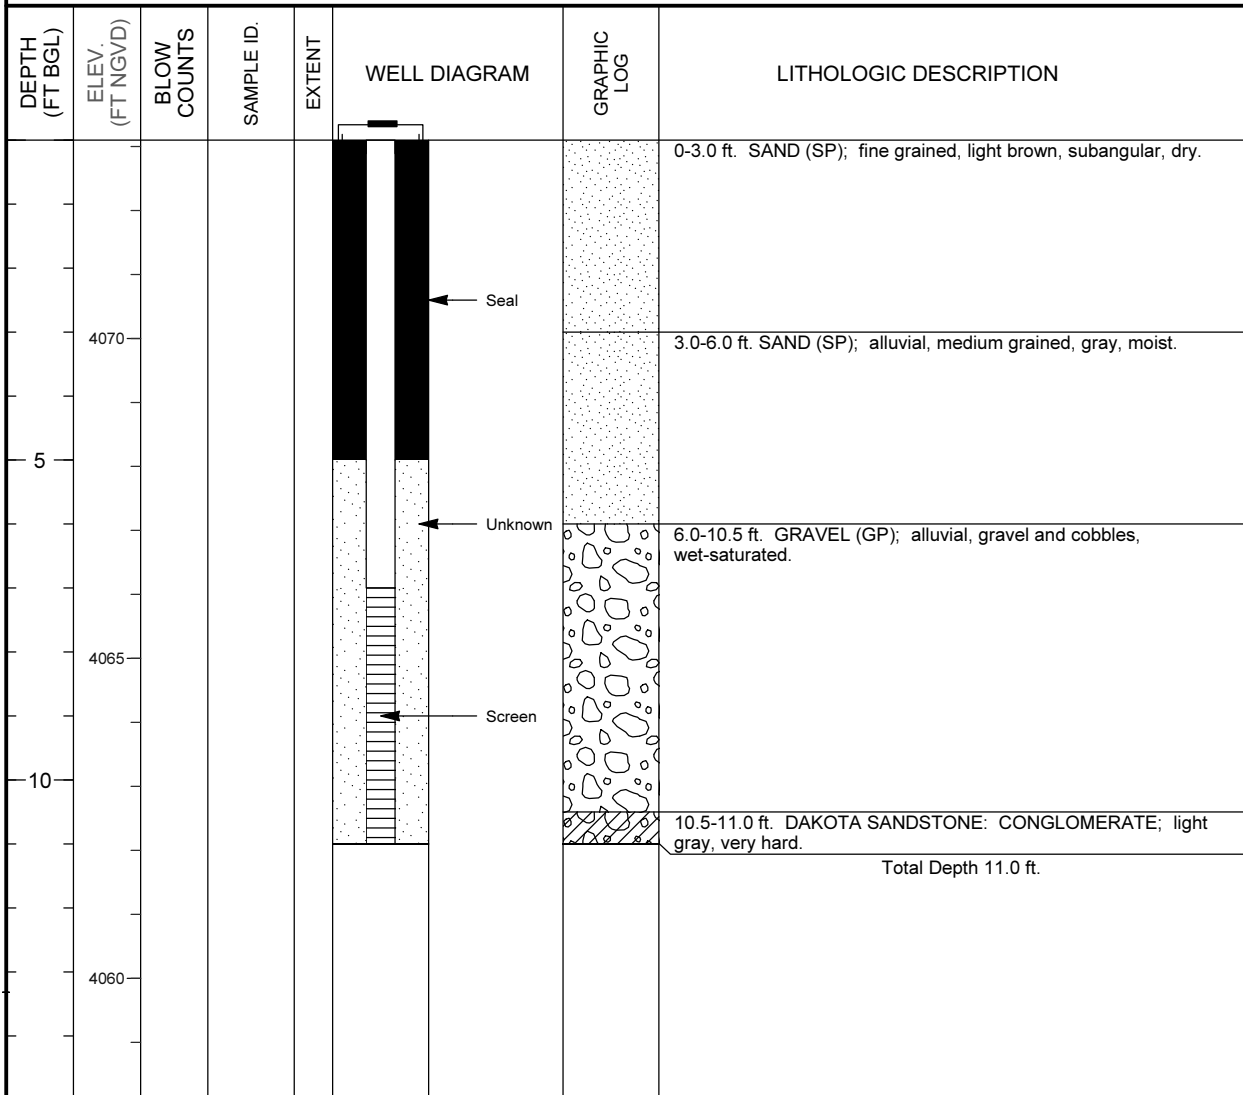 DEPTH
(FT BGL)
ELEV.
(FT NGVD)
BLOW
COUNTS
SAMPLE ID.
EXTENT
WELL DIAGRAM
GRAPHIC
LOG
LITHOLOGIC DESCRIPTION
0-3.0 ft. SAND (SP); fine grained, light brown, subangular, dry.
Seal
4070
3.0-6.0 ft. SAND (SP); alluvial, medium grained, gray, moist.
5
Unknown
6.0-10.5 ft. GRAVEL (GP); alluvial, gravel and cobbles,
wet-saturated.
4065
Screen
10
10.5-11.0 ft. DAKOTA SANDSTONE: CONGLOMERATE; light
gray, very hard.
Total Depth 11.0 ft.
4060